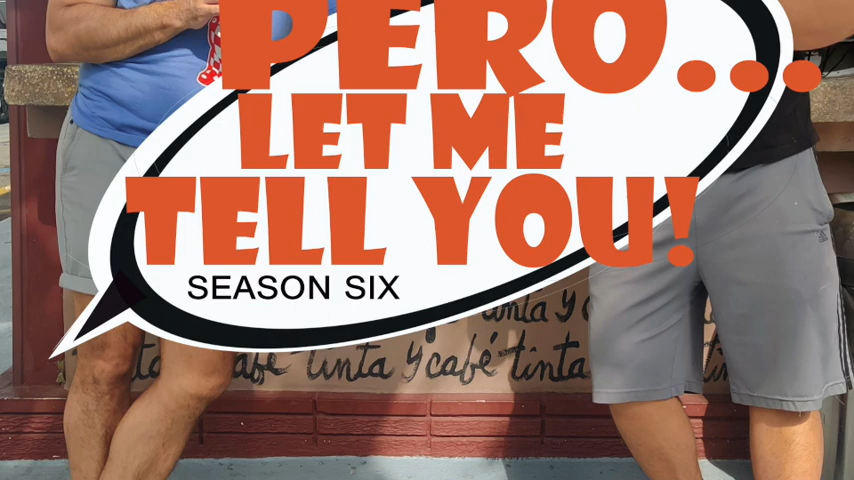 PERO...
LET ME
TELL YOU!
SEASON SIX
tinta y
café tinta y café tinta